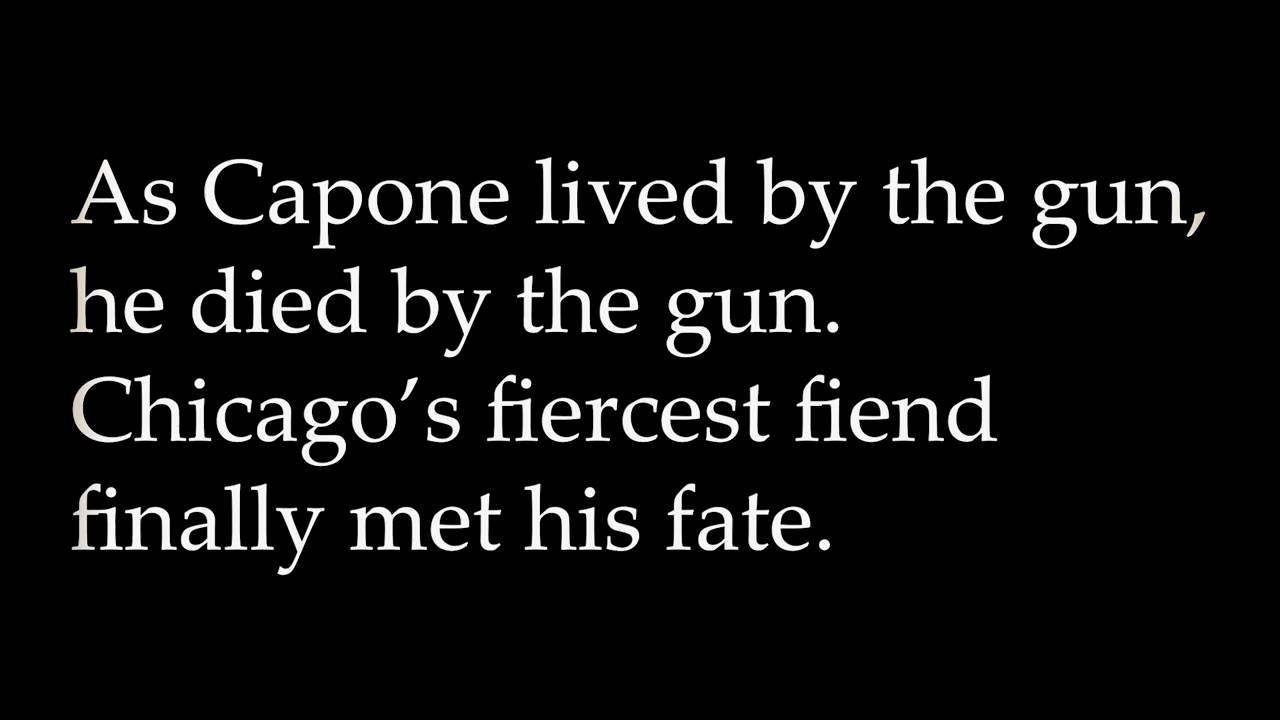 As Capone lived by the gun,
he died by the gun.
Chicago’s fiercest fiend
finally met his fate.